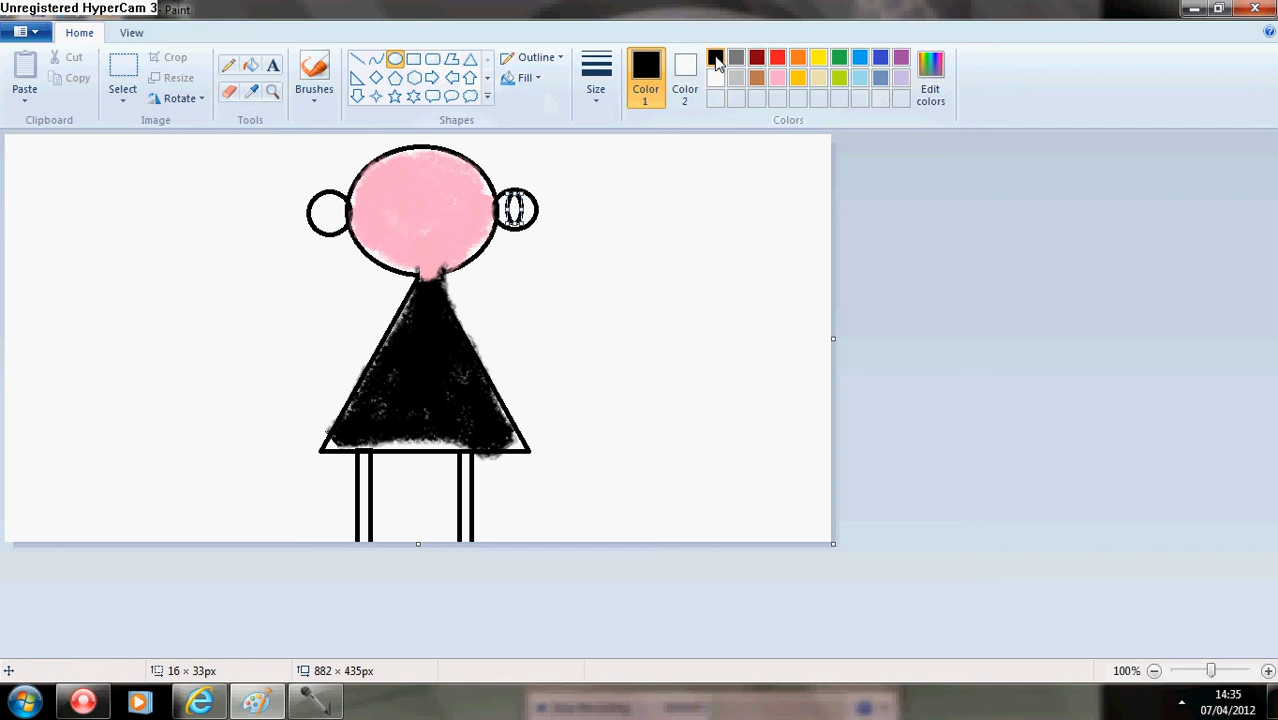 Unregistered HyperCam 3 - Paint
Home View
Paste
Cut
Copy
Clipboard
Select
Crop
Resize
Rotate
Image
A
Tools
Brushes
Shapes
Outline
Fill
Size
Color 1
Color 2
Colors
Edit colors
16 × 33px
882 × 435px
100%
14:35
07/04/2012